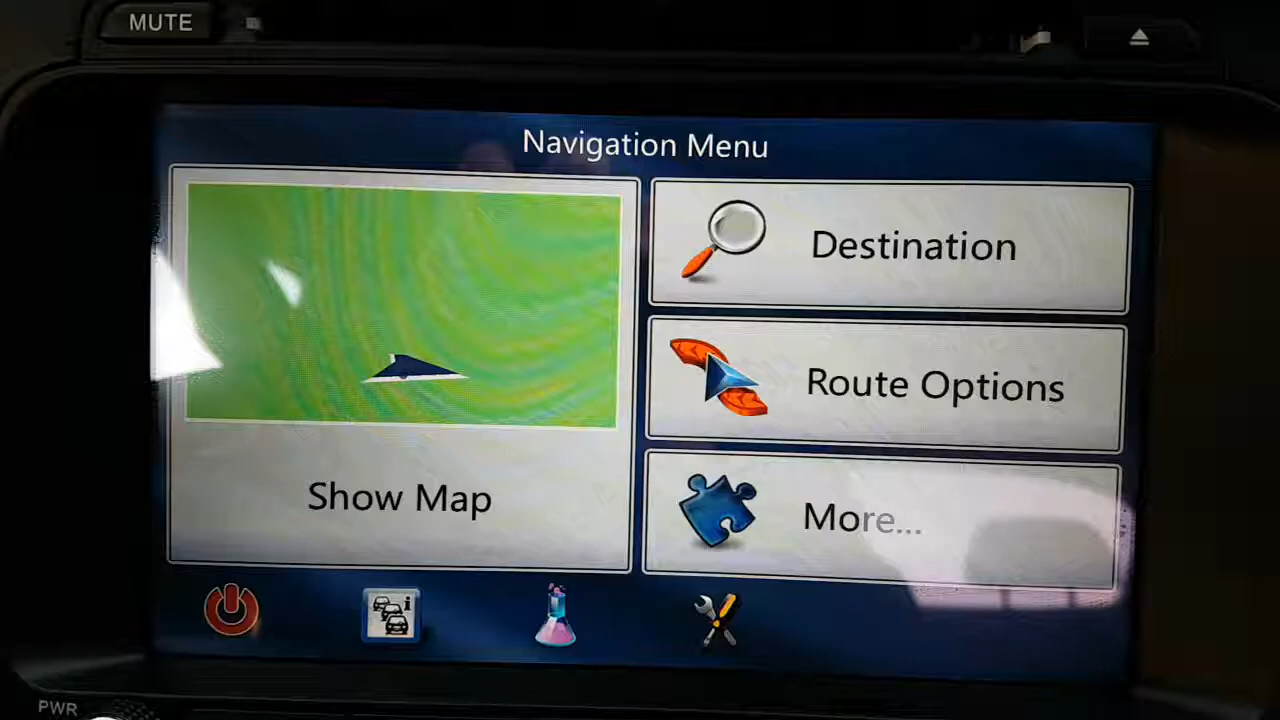 MUTE
Navigation Menu
Destination
Route Options
Show Map
More...
PWR